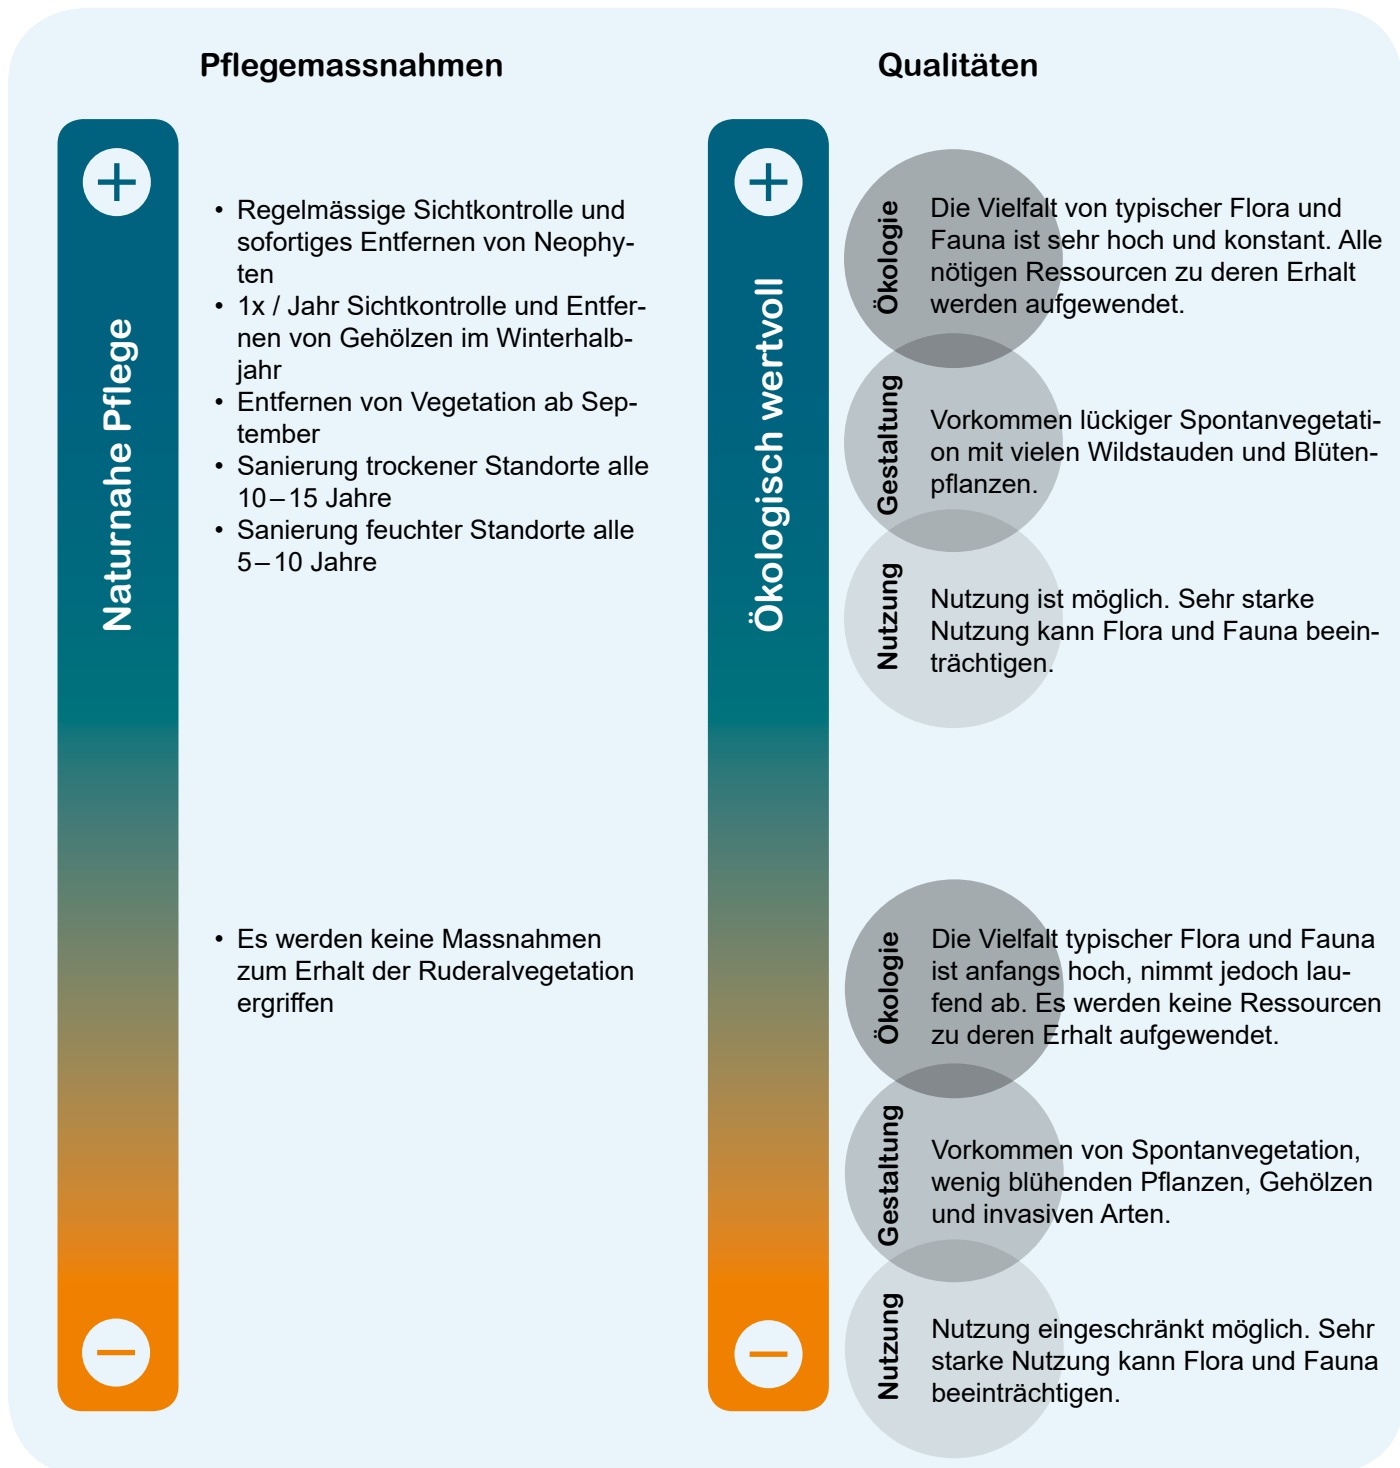 Pflegemassnahmen
Naturnahe Pflege
• Regelmässige Sichtkontrolle und
sofortiges Entfernen von Neophy-
ten
• 1x / Jahr Sichtkontrolle und Entfer-
nen von Gehölzen im Winterhalb-
jahr
• Entfernen von Vegetation ab Sep-
tember
• Sanierung trockener Standorte alle
10–15 Jahre
• Sanierung feuchter Standorte alle
5–10 Jahre
• Es werden keine Massnahmen
zum Erhalt der Ruderalvegetation
ergriffen
Qualitäten
Ökologisch wertvoll
Ökologie
Die Vielfalt von typischer Flora und
Fauna ist sehr hoch und konstant. Alle
nötigen Ressourcen zu deren Erhalt
werden aufgewendet.
Gestaltung
Vorkommen lückiger Spontanvegetati-
on mit vielen Wildstauden und Blüten-
pflanzen.
Nutzung
Nutzung ist möglich. Sehr starke
Nutzung kann Flora und Fauna beein-
trächtigen.
Ökologie
Die Vielfalt typischer Flora und Fauna
ist anfangs hoch, nimmt jedoch lau-
fend ab. Es werden keine Ressourcen
zu deren Erhalt aufgewendet.
Gestaltung
Vorkommen von Spontanvegetation,
wenig blühenden Pflanzen, Gehölzen
und invasiven Arten.
Nutzung
Nutzung eingeschränkt möglich. Sehr
starke Nutzung kann Flora und Fauna
beeinträchtigen.